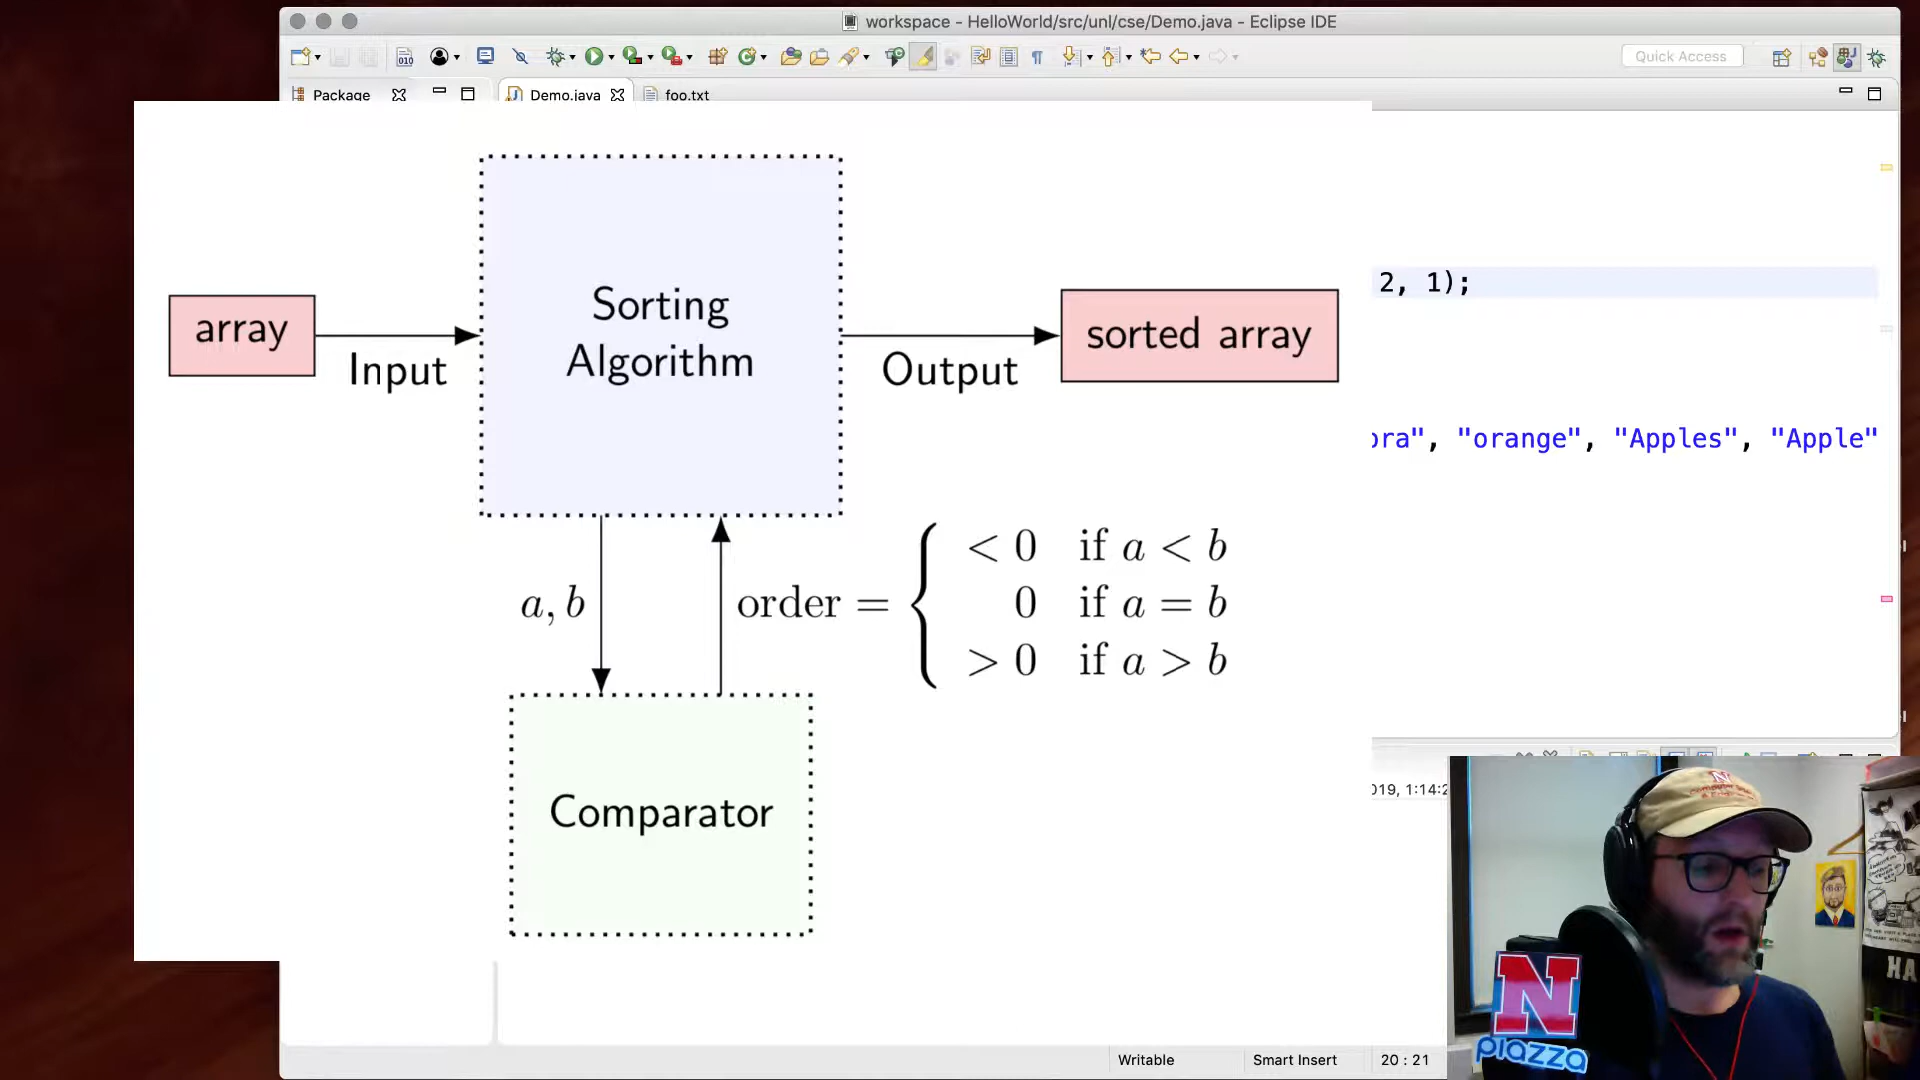 workspace - HelloWorld/src/unl/cse/Demo.java - Eclipse IDE
Quick Access
Package
Demo.java
foo.txt
array
Input
Sorting
Algorithm
Output
sorted array
2, 1);
"orange", "Apples", "Apple"
a, b
order = { < 0 if a < b
0 if a = b
> 0 if a > b
Comparator
019, 1:14:2
N
N
piazza
HA
Writable
Smart Insert
20 : 21